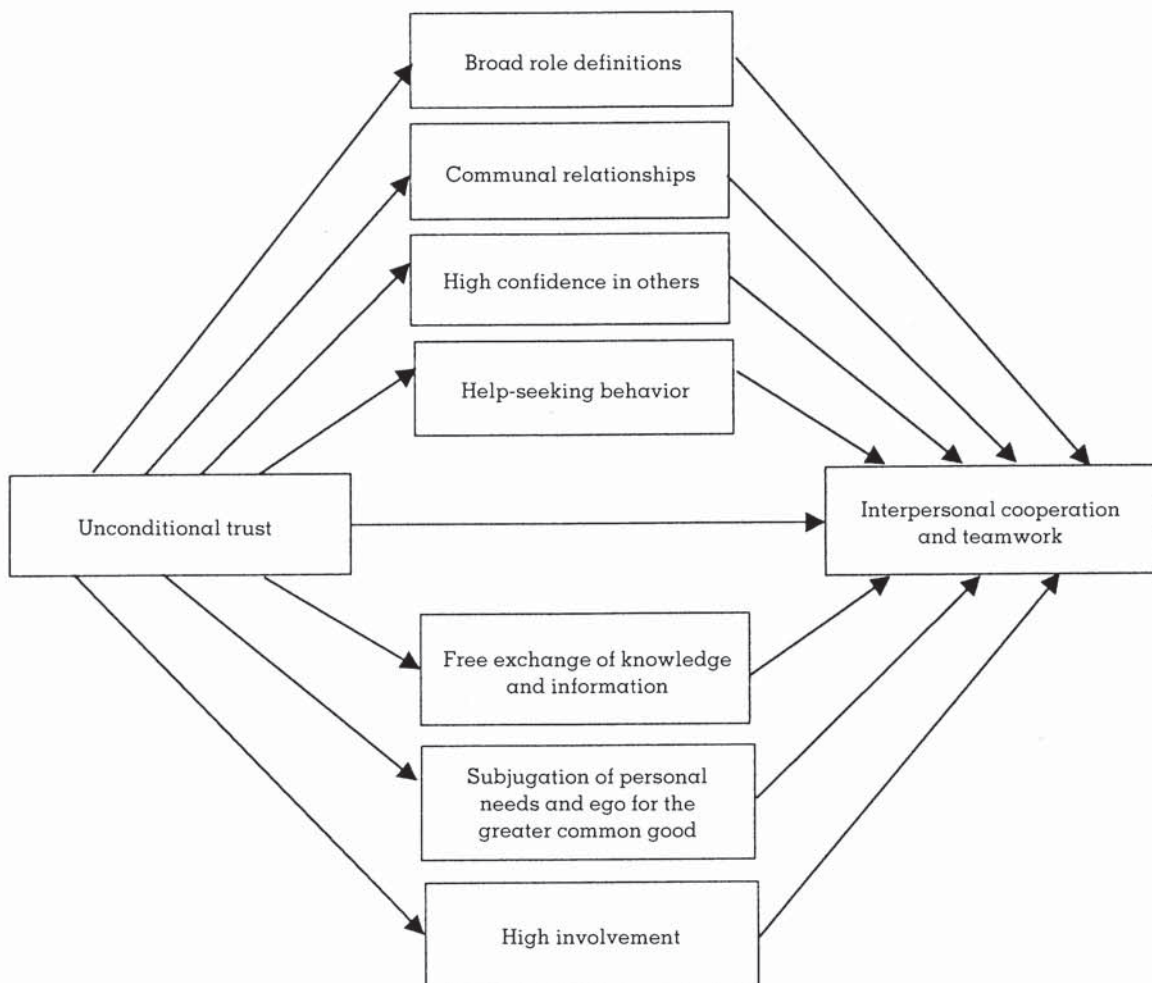 Broad role definitions
Communal relationships
High confidence in others
Help-seeking behavior
Unconditional trust
Interpersonal cooperation
and teamwork
Free exchange of knowledge
and information
Subjugation of personal
needs and ego for the
greater common good
High involvement